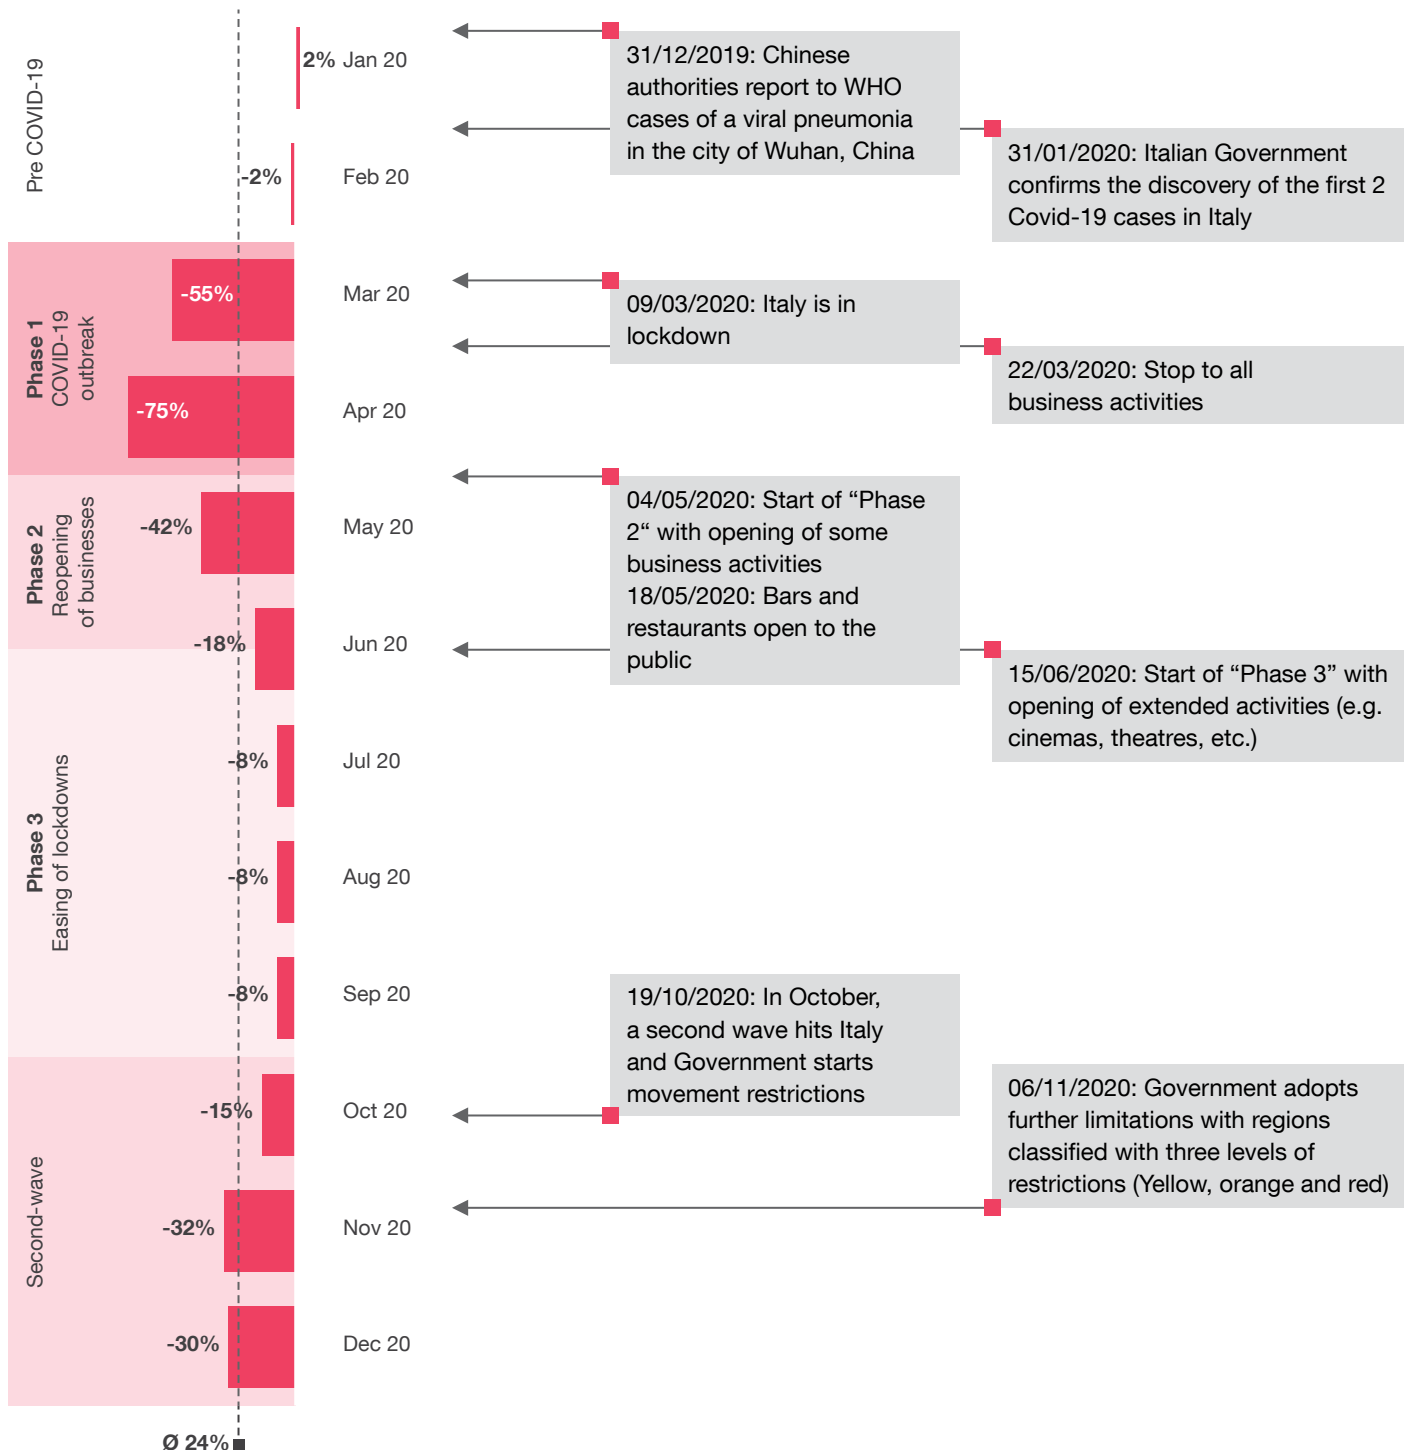 Pre COVID-19
2% Jan 20
-2% Feb 20
Phase 1
COVID-19
outbreak
-55% Mar 20
-75% Apr 20
Phase 2
Reopening
of businesses
-42% May 20
-18% Jun 20
Phase 3
Easing of lockdowns
-8% Jul 20
-8% Aug 20
-8% Sep 20
Second-wave
-15% Oct 20
-32% Nov 20
-30% Dec 20
Ø 24%
31/12/2019: Chinese
authorities report to WHO
cases of a viral pneumonia
in the city of Wuhan, China
31/01/2020: Italian Government
confirms the discovery of the first 2
Covid-19 cases in Italy
09/03/2020: Italy is in
lockdown
22/03/2020: Stop to all
business activities
04/05/2020: Start of “Phase
2“ with opening of some
business activities
18/05/2020: Bars and
restaurants open to the
public
15/06/2020: Start of “Phase 3” with
opening of extended activities (e.g.
cinemas, theatres, etc.)
19/10/2020: In October,
a second wave hits Italy
and Government starts
movement restrictions
06/11/2020: Government adopts
further limitations with regions
classified with three levels of
restrictions (Yellow, orange and red)